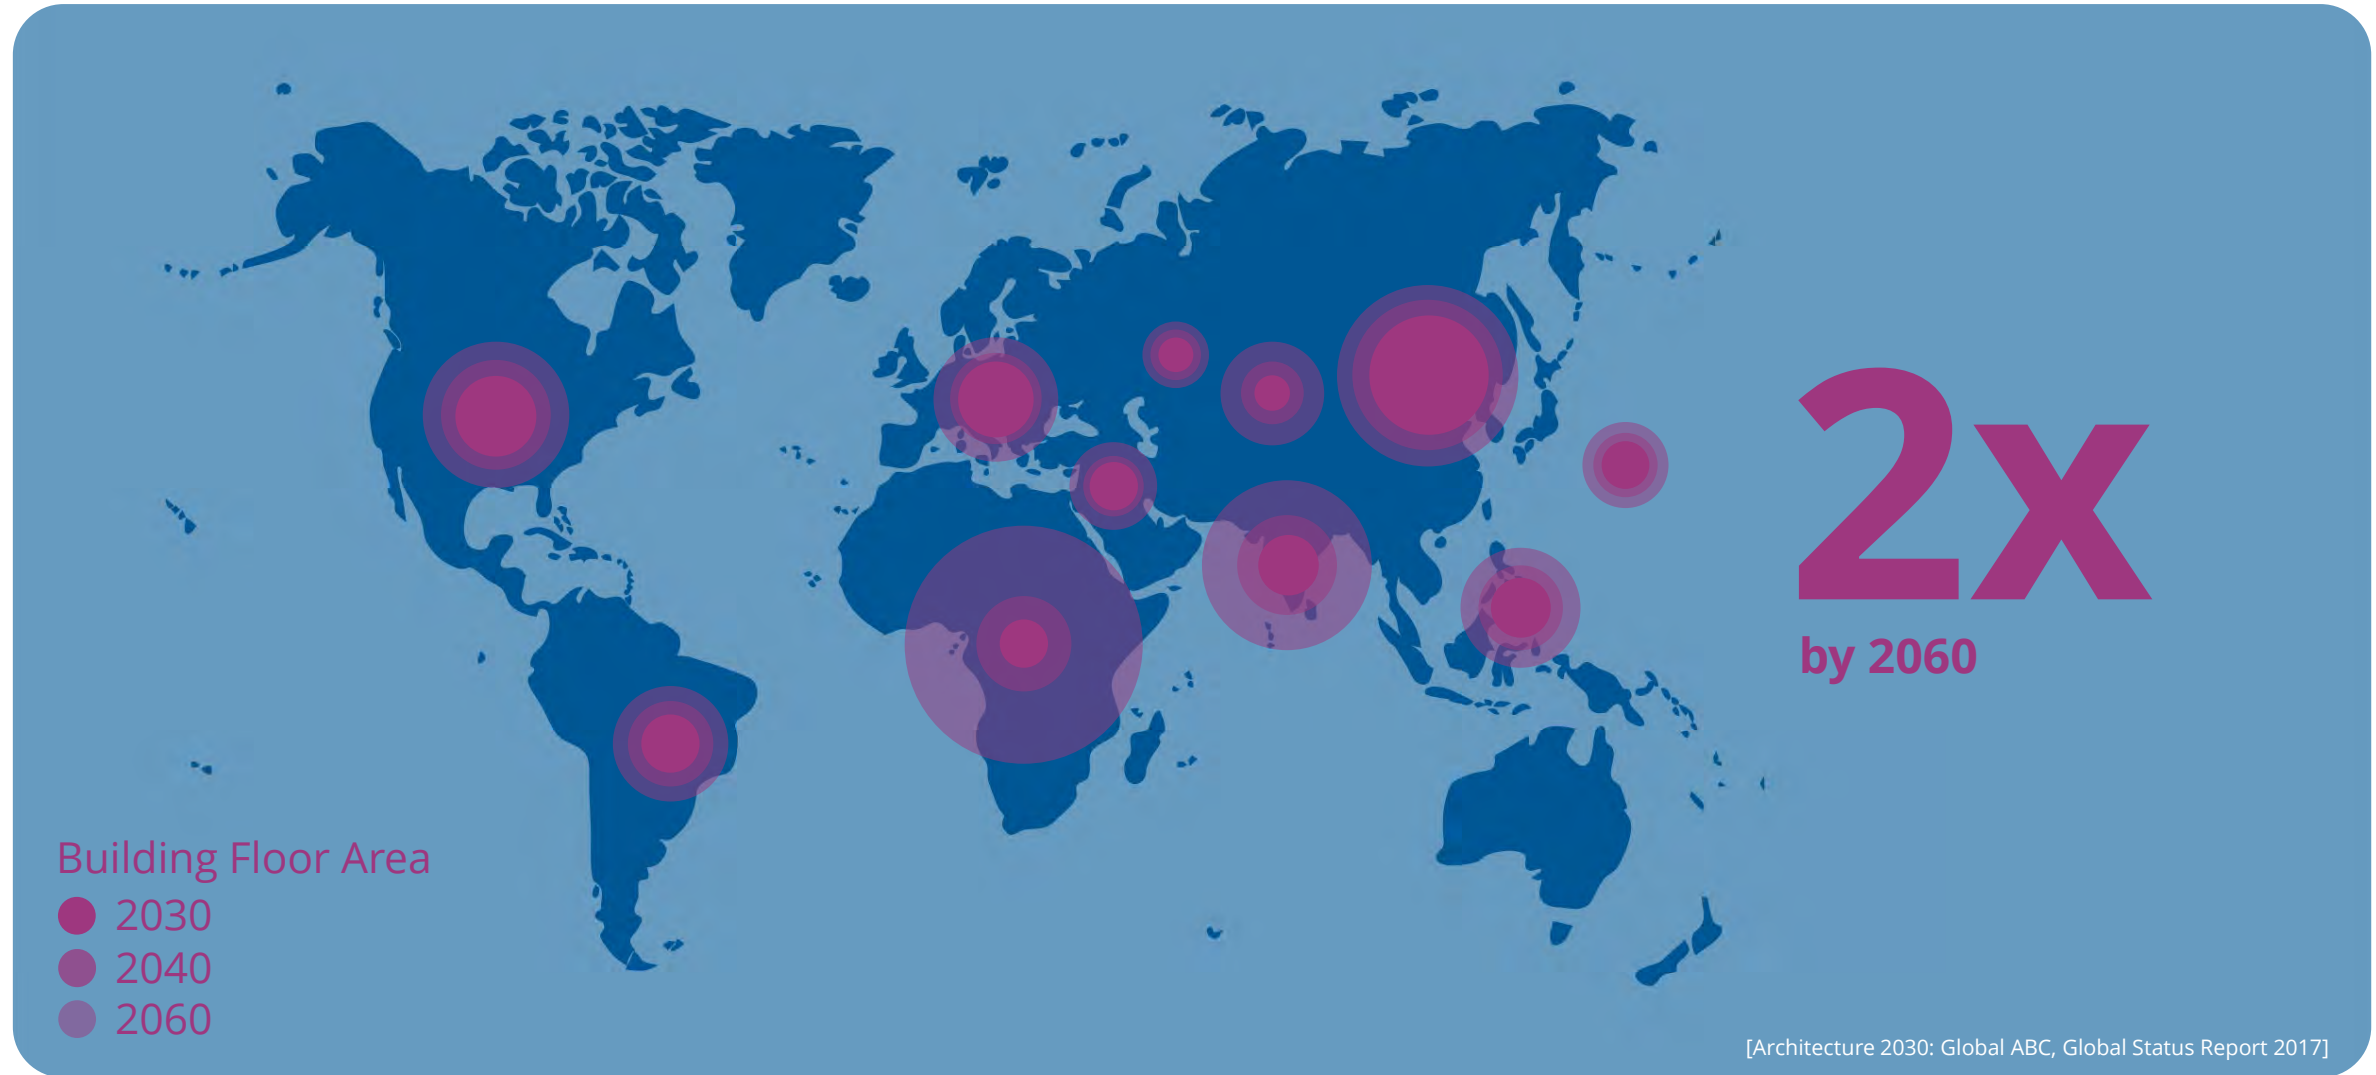 2x
by 2060
Building Floor Area
2030
2040
2060
[Architecture 2030: Global ABC, Global Status Report 2017]